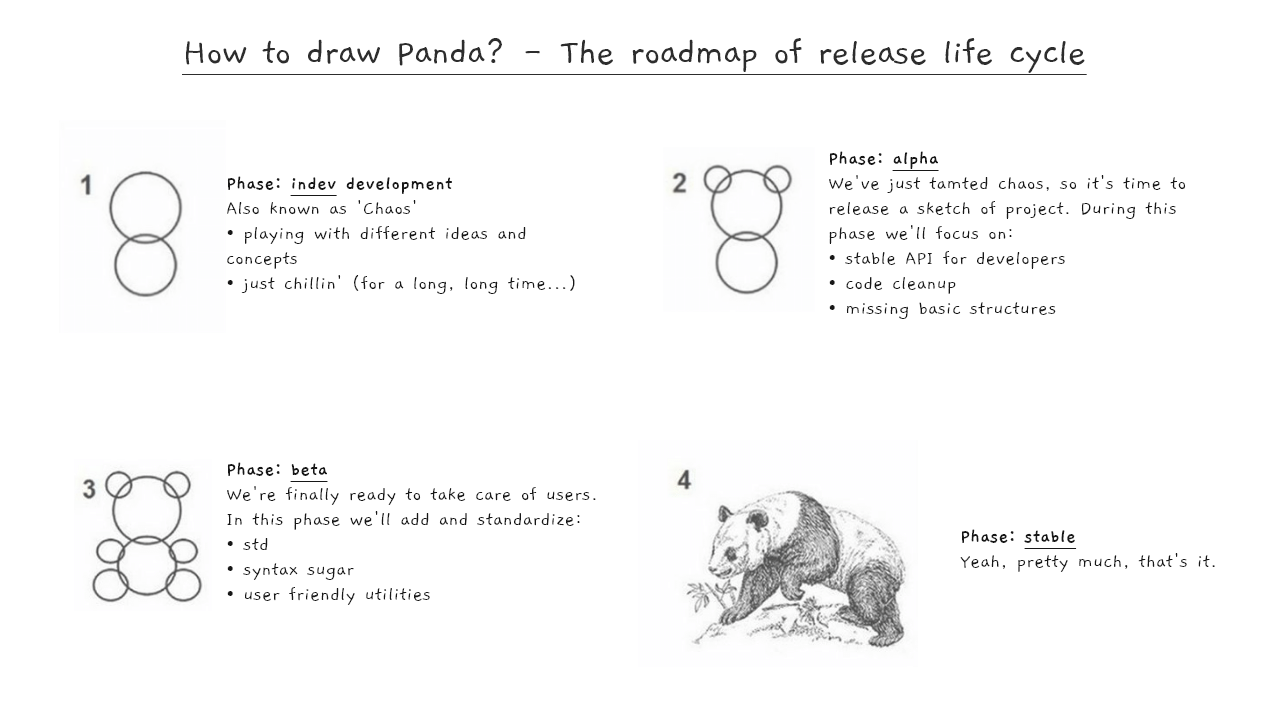 How to draw Panda? - The roadmap of release life cycle
1
Phase: indev development
Also known as 'Chaos'
• playing with different ideas and
concepts
• just chillin' (for a long, long time...)
2
Phase: alpha
We've just tamted chaos, so it's time to
release a sketch of project. During this
phase we'll focus on:
• stable API for developers
• code cleanup
• missing basic structures
3
Phase: beta
We're finally ready to take care of users.
In this phase we'll add and standardize:
• std
• syntax sugar
• user friendly utilities
4
Phase: stable
Yeah, pretty much, that's it.